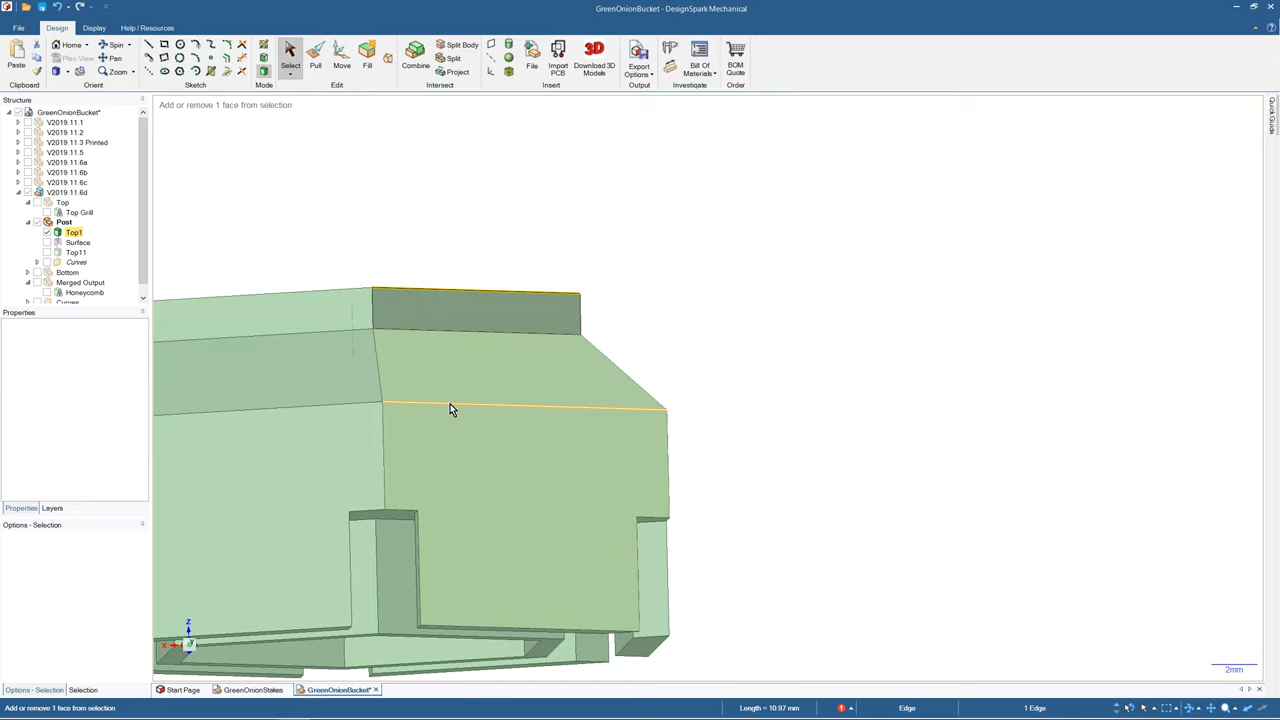 GreenOnionBucket - DesignSpark Mechanical
File
Design
Display
Help / Resources
Paste
Home
Spin
Plan View
Pan
Zoom
Select
Pull
Move
Fill
Combine
Split Body
Split
Project
File
Import PCB
Download 3D Models
Export Options
Bill Of Materials
BOM Quote
Clipboard
Orient
Sketch
Mode
Edit
Intersect
Insert
Output
Investigate
Order
Structure
GreenOnionBucket*
V2019.11.1
V2019.11.2
V2019.11.3 Printed
V2019.11.5
V2019.11.6a
V2019.11.6b
V2019.11.6c
V2019.11.6d
Top
Top Grill
Post
Top1
Surface
Top11
Curves
Bottom
Merged Output
Honeycomb
Curves
Properties
Properties
Layers
Options - Selection
Options - Selection
Selection
Add or remove 1 face from selection
Quick Guide
z
x
Y
2mm
Start Page
GreenOnionStakes
GreenOnionBucket*
Add or remove 1 face from selection
Length = 10.97 mm
Edge
1 Edge